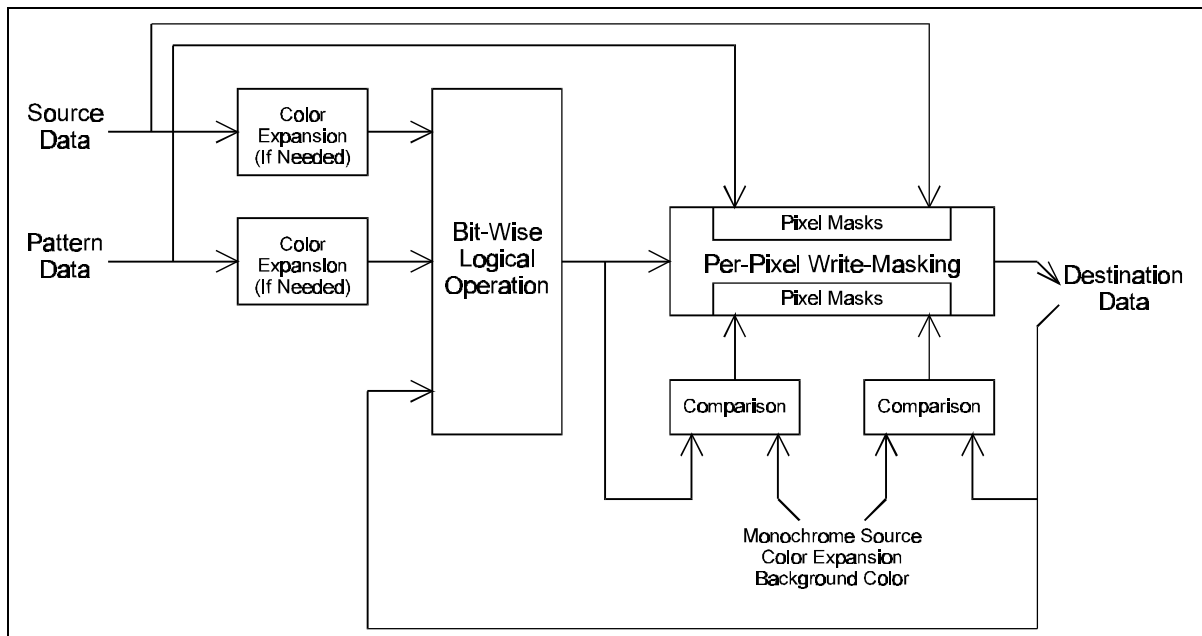 Source
Data
Color
Expansion
(If Needed)
Pattern
Data
Color
Expansion
(If Needed)
Bit-Wise
Logical
Operation
Pixel Masks
Per-Pixel Write-Masking
Pixel Masks
Destination
Data
Comparison
Comparison
Monochrome Source
Color Expansion
Background Color